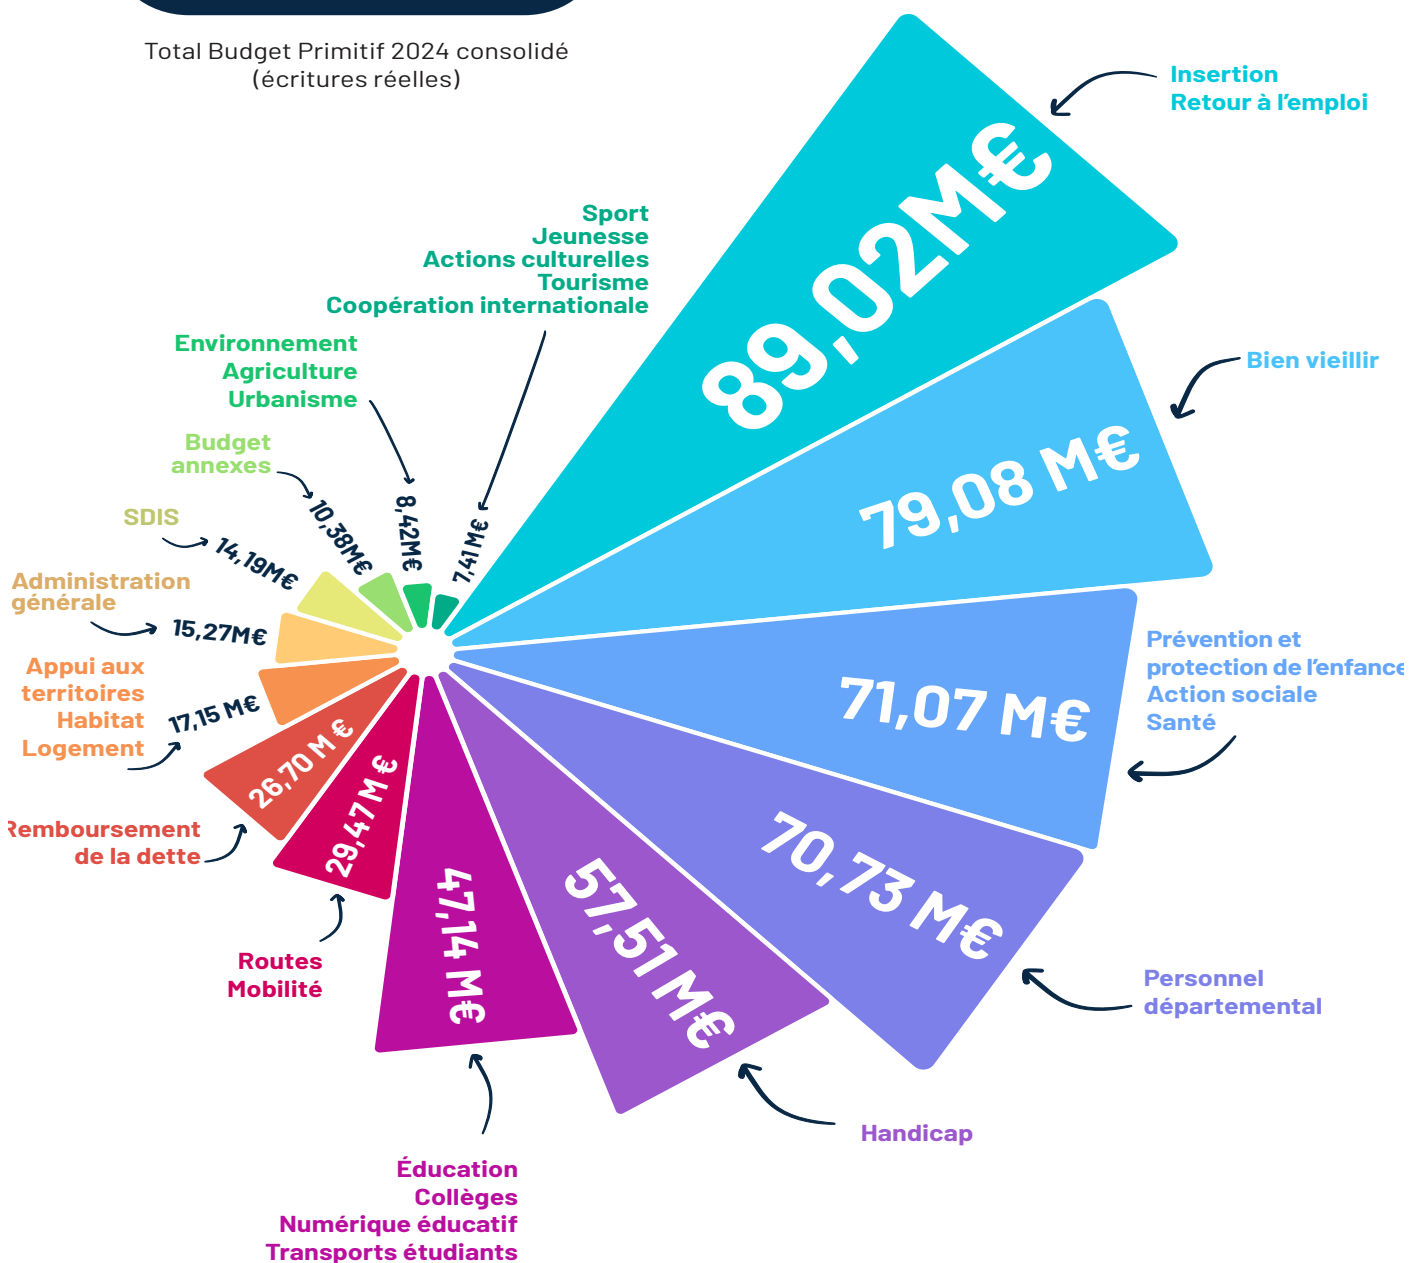 Total Budget Primitif 2024 consolidé
(écritures réelles)
Insertion
Retour à l’emploi
89,02M€
Bien vieillir
79,08 M€
Prévention et
protection de l’enfance
Action sociale
Santé
71,07 M€
Personnel
départemental
70,73 M€
Handicap
57,51 M€
Éducation
Collèges
Numérique éducatif
Transports étudiants
47,14 M€
Routes
Mobilité
29,47 M€
Remboursement
de la dette
26,70 M €
Appui aux
territoires
Habitat
Logement
17,15 M€
Administration
générale
15,27M€
SDIS
14,19M€
Budget
annexes
10,38M€
Environnement
Agriculture
Urbanisme
8,42M€
Sport
Jeunesse
Actions culturelles
Tourisme
Coopération internationale
7,41 M€